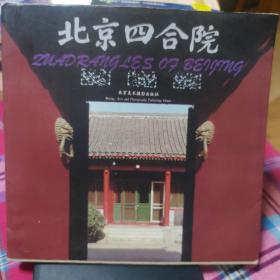 北京四合院
ZUADRANGLES OF BEIJING
北京美术摄影出版社
Beijing Arts and Photography Publishing House